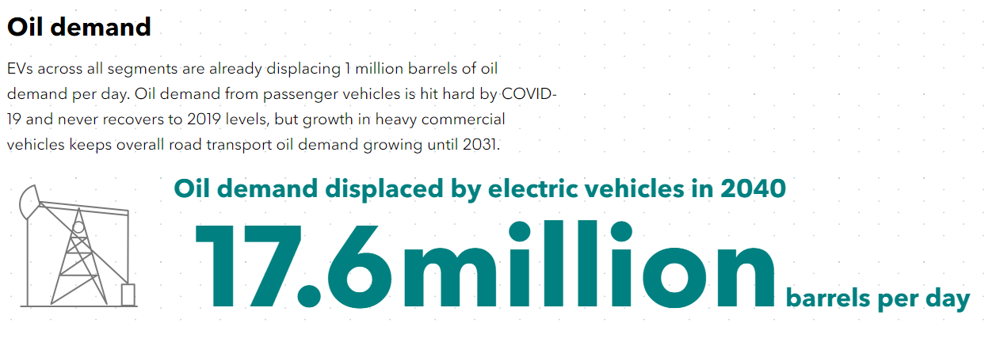 Oil demand
EVs across all segments are already displacing 1 million barrels of oil
demand per day. Oil demand from passenger vehicles is hit hard by COVID-
19 and never recovers to 2019 levels, but growth in heavy commercial
vehicles keeps overall road transport oil demand growing until 2031.
Oil demand displaced by electric vehicles in 2040
17.6million barrels per day